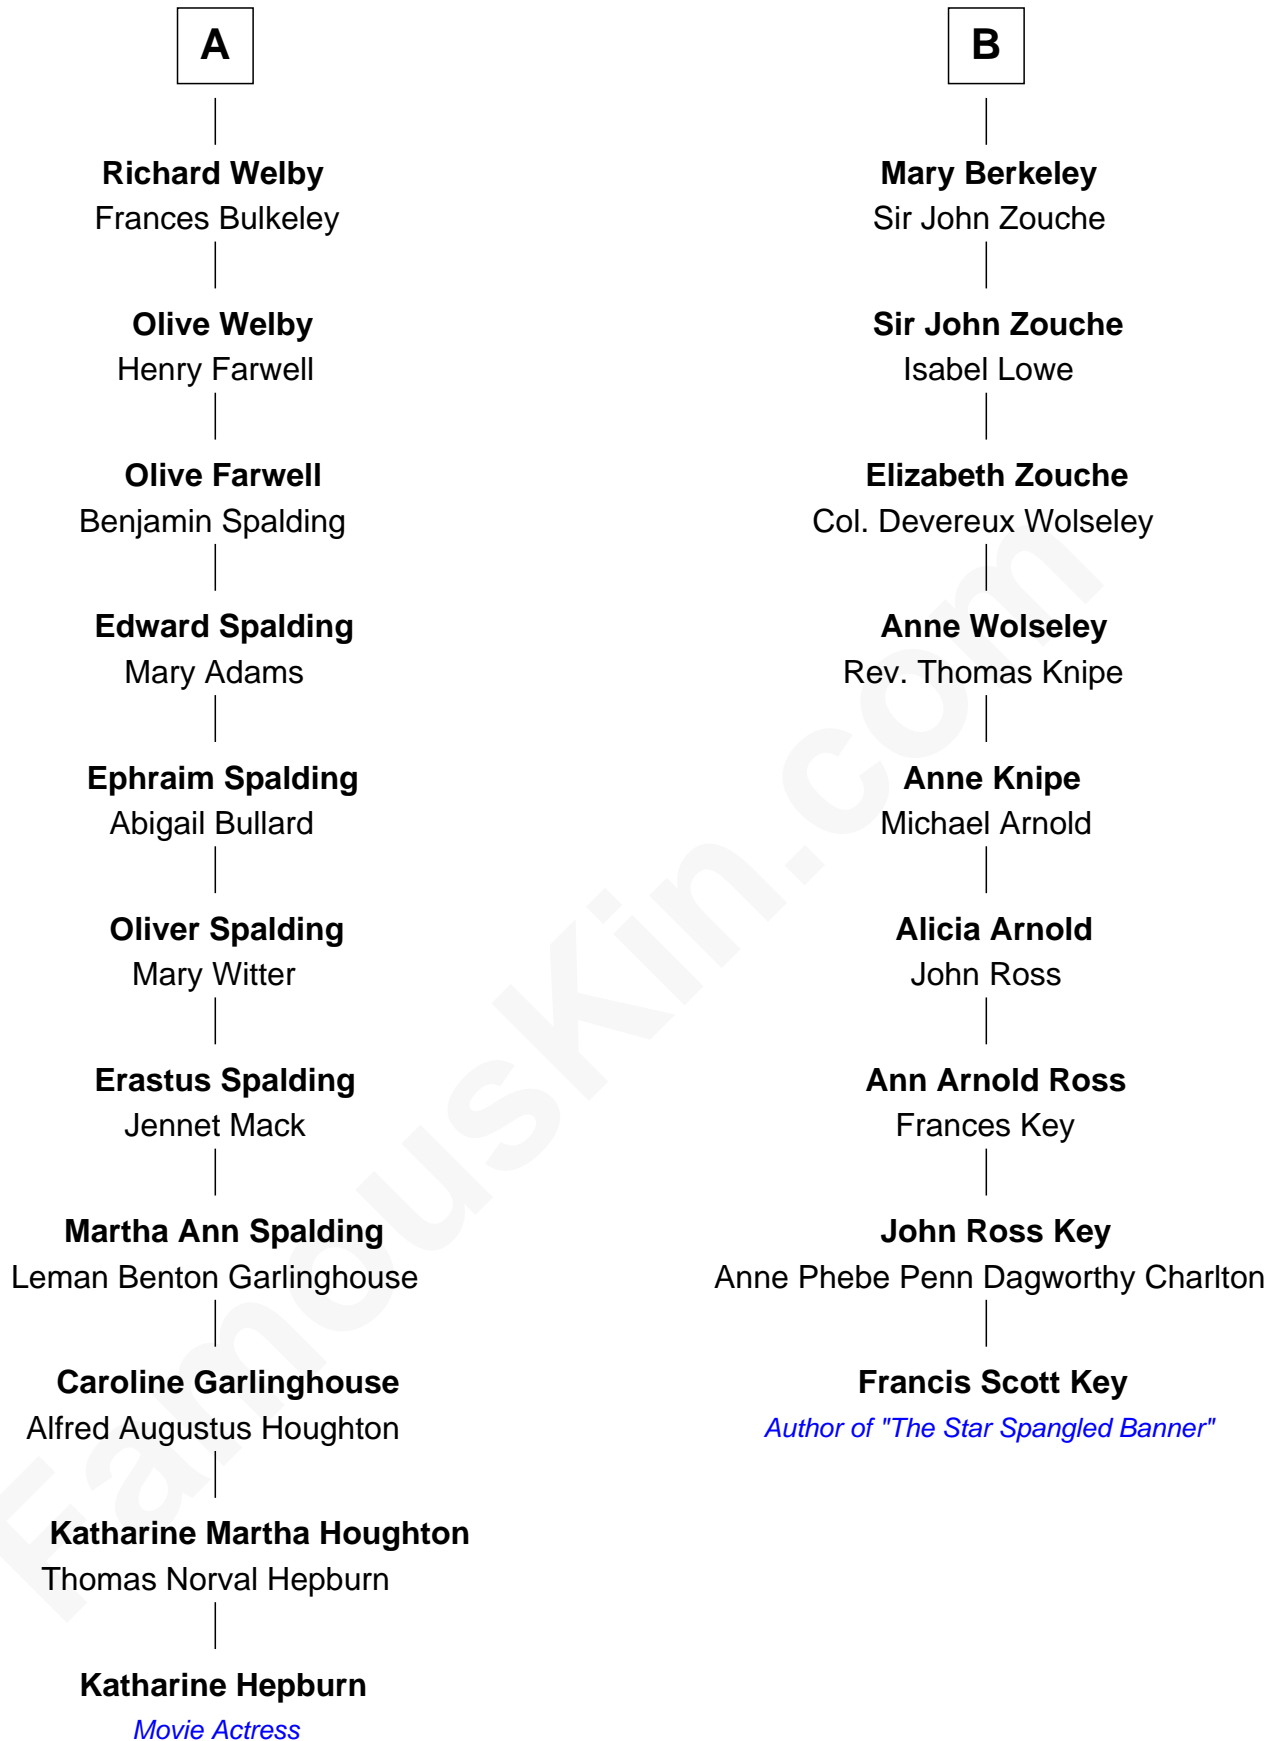 A
Richard Welby
Frances Bulkeley
Olive Welby
Henry Farwell
Olive Farwell
Benjamin Spalding
Edward Spalding
Mary Adams
Ephraim Spalding
Abigail Bullard
Oliver Spalding
Mary Witter
Erastus Spalding
Jennet Mack
Martha Ann Spalding
Leman Benton Garlinghouse
Caroline Garlinghouse
Alfred Augustus Houghton
Katharine Martha Houghton
Thomas Norval Hepburn
Katharine Hepburn
Movie Actress
B
Mary Berkeley
Sir John Zouche
Sir John Zouche
Isabel Lowe
Elizabeth Zouche
Col. Devereux Wolseley
Anne Wolseley
Rev. Thomas Knipe
Anne Knipe
Michael Arnold
Alicia Arnold
John Ross
Ann Arnold Ross
Frances Key
John Ross Key
Anne Phebe Penn Dagworthy Charlton
Francis Scott Key
Author of "The Star Spangled Banner"
FamousKin.com